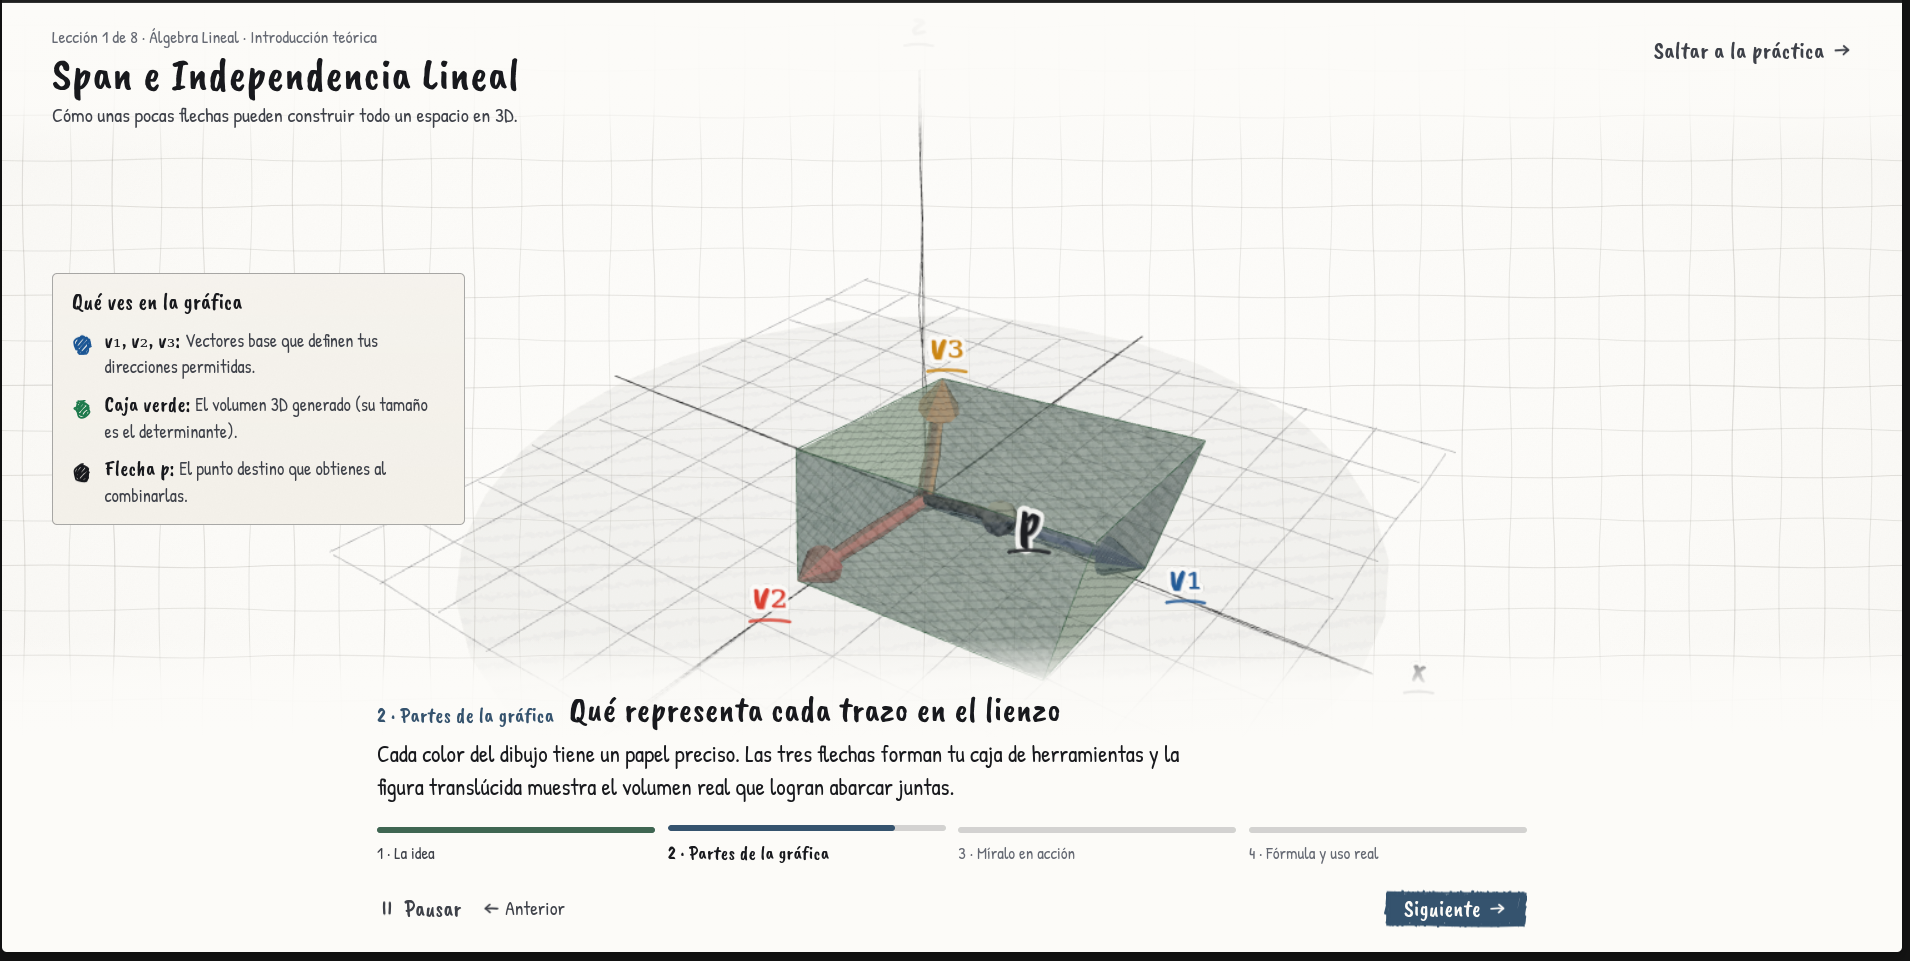 Lección 1 de 8 · Álgebra Lineal · Introducción teórica
Span e Independencia Lineal
Cómo unas pocas flechas pueden construir todo un espacio en 3D.
Saltar a la práctica →
z
Qué ves en la gráfica
v₁, v₂, v₃: Vectores base que definen tus
direcciones permitidas.
Caja verde: El volumen 3D generado (su tamaño
es el determinante).
Flecha p: El punto destino que obtienes al
combinarlas.
v3
p
v1
v2
x
2 · Partes de la gráfica Qué representa cada trazo en el lienzo
Cada color del dibujo tiene un papel preciso. Las tres flechas forman tu caja de herramientas y la
figura translúcida muestra el volumen real que logran abarcar juntas.
1 · La idea
2 · Partes de la gráfica
3 · Míralo en acción
4 · Fórmula y uso real
Pausar
← Anterior
Siguiente →